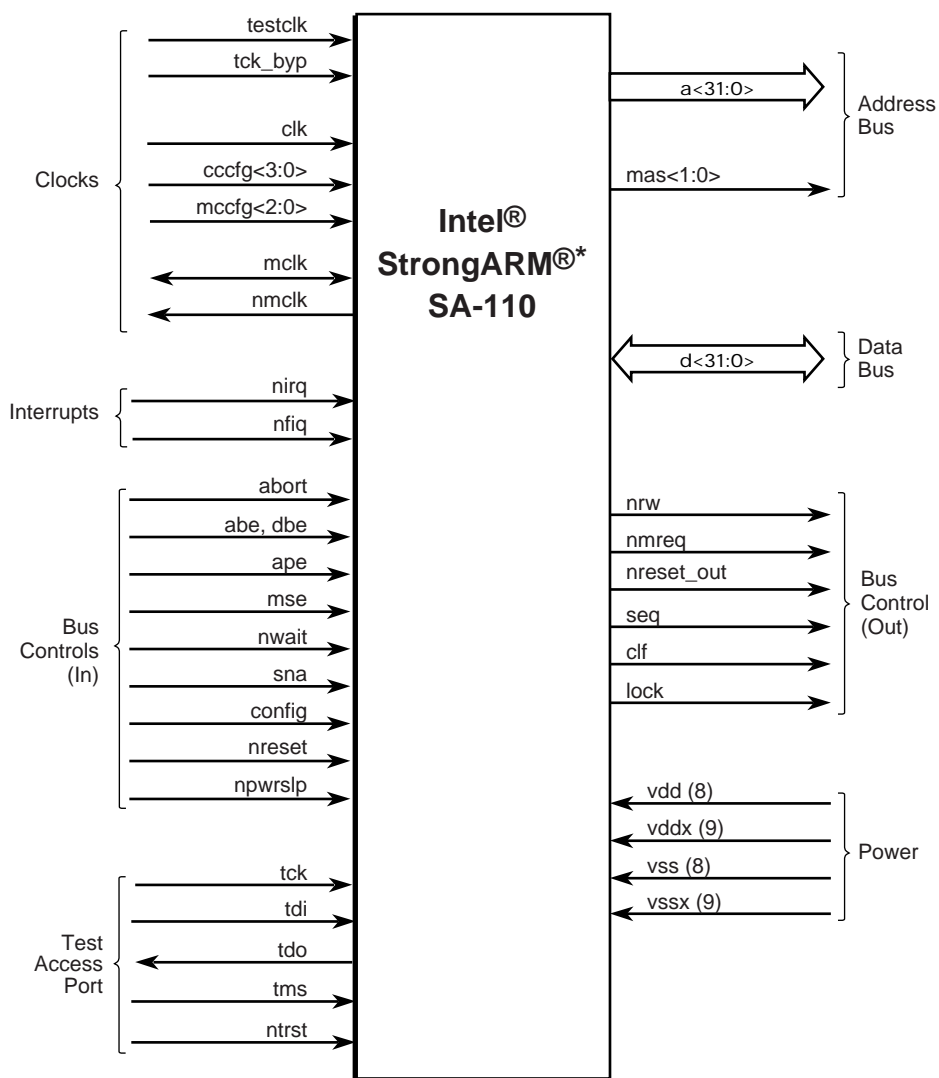 testclk
tck_byp
clk
cccfg<3:0>
mccfg<2:0>
mclk
nmclk
Clocks
nirq
nfiq
Interrupts
abort
abe, dbe
ape
mse
nwait
sna
config
nreset
npwrslp
Bus
Controls
(In)
tck
tdi
tdo
tms
ntrst
Test
Access
Port
Intel®
StrongARM®*
SA-110
a<31:0>
mas<1:0>
Address
Bus
d<31:0>
Data
Bus
nrw
nmreq
nreset_out
seq
clf
lock
Bus
Control
(Out)
vdd (8)
vddx (9)
vss (8)
vssx (9)
Power